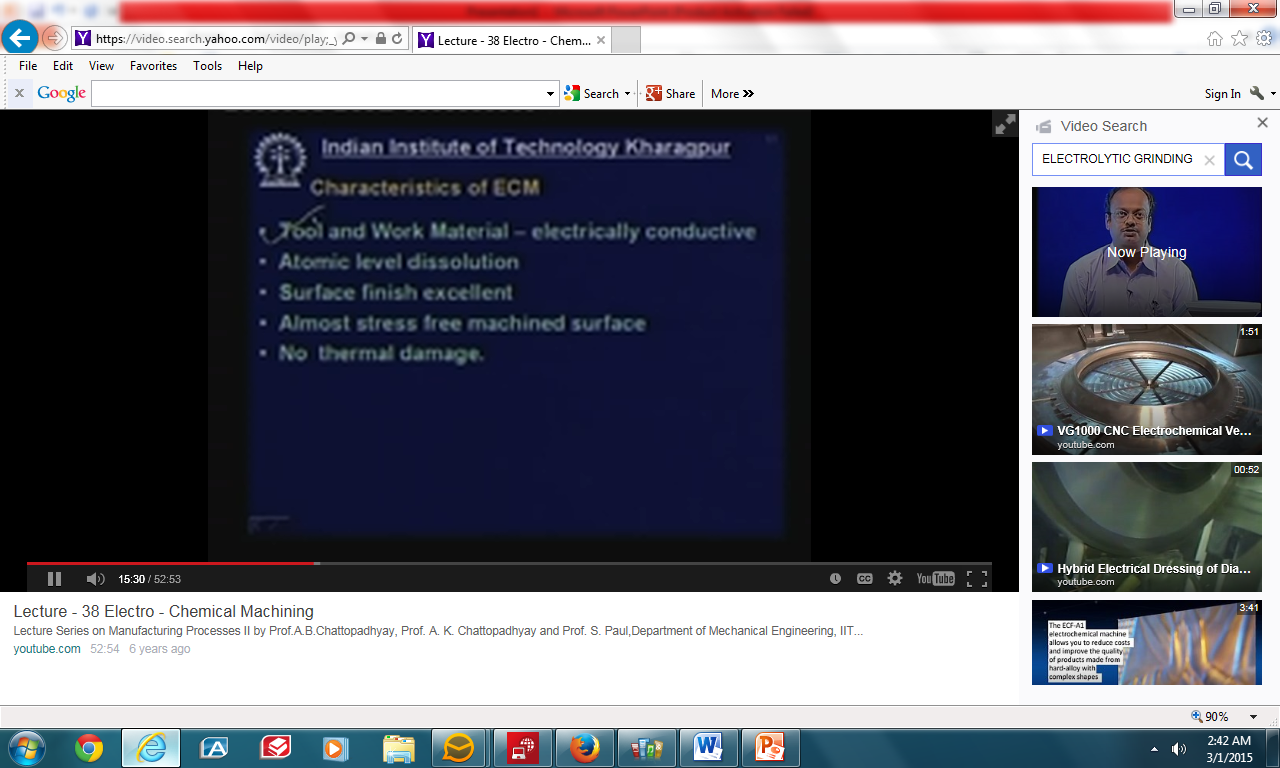 https://video.search.yahoo.com/video/play;_y
Lecture - 38 Electro - Chem...
File Edit View Favorites Tools Help
x Google Search Share More Sign In
Indian Institute of Technology Kharagpur
Characteristics of ECM
• Tool and Work Material – electrically conductive
• Atomic level dissolution
• Surface finish excellent
• Almost stress free machined surface
• No thermal damage.
15:30 / 52:53
CC
YouTube
Lecture - 38 Electro - Chemical Machining
Lecture Series on Manufacturing Processes II by Prof.A.B.Chattopadhyay, Prof. A. K. Chattopadhyay and Prof. S. Paul,Department of Mechanical Engineering, IIT...
youtube.com 52:54 6 years ago
Video Search
ELECTROLYTIC GRINDING
Now Playing
1:51
VG1000 CNC Electrochemical Ve...
youtube.com
00:52
Hybrid Electrical Dressing of Dia...
youtube.com
3:41
The ECF-A1
electrochemical machine
allows you to reduce costs
and improve the quality
of products made from
hard-alloy with
complex shapes
90%
2:42 AM
3/1/2015